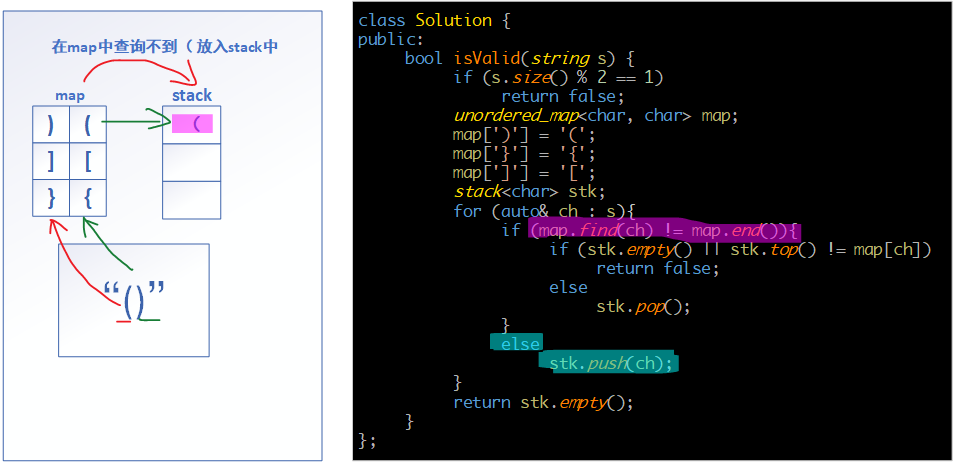 在map中查询不到（ 放入stack中
map
stack
) (
(
] [
} {
“()”
class Solution {
public:
    bool isValid(string s) {
        if (s.size() % 2 == 1)
            return false;
        unordered_map<char, char> map;
        map[')'] = '(';
        map['}'] = '{';
        map[']'] = '[';
        stack<char> stk;
        for (auto& ch : s){
            if (map.find(ch) != map.end()){
                if (stk.empty() || stk.top() != map[ch])
                    return false;
                else
                    stk.pop();
            }
            else
                stk.push(ch);
        }
        return stk.empty();
    }
};